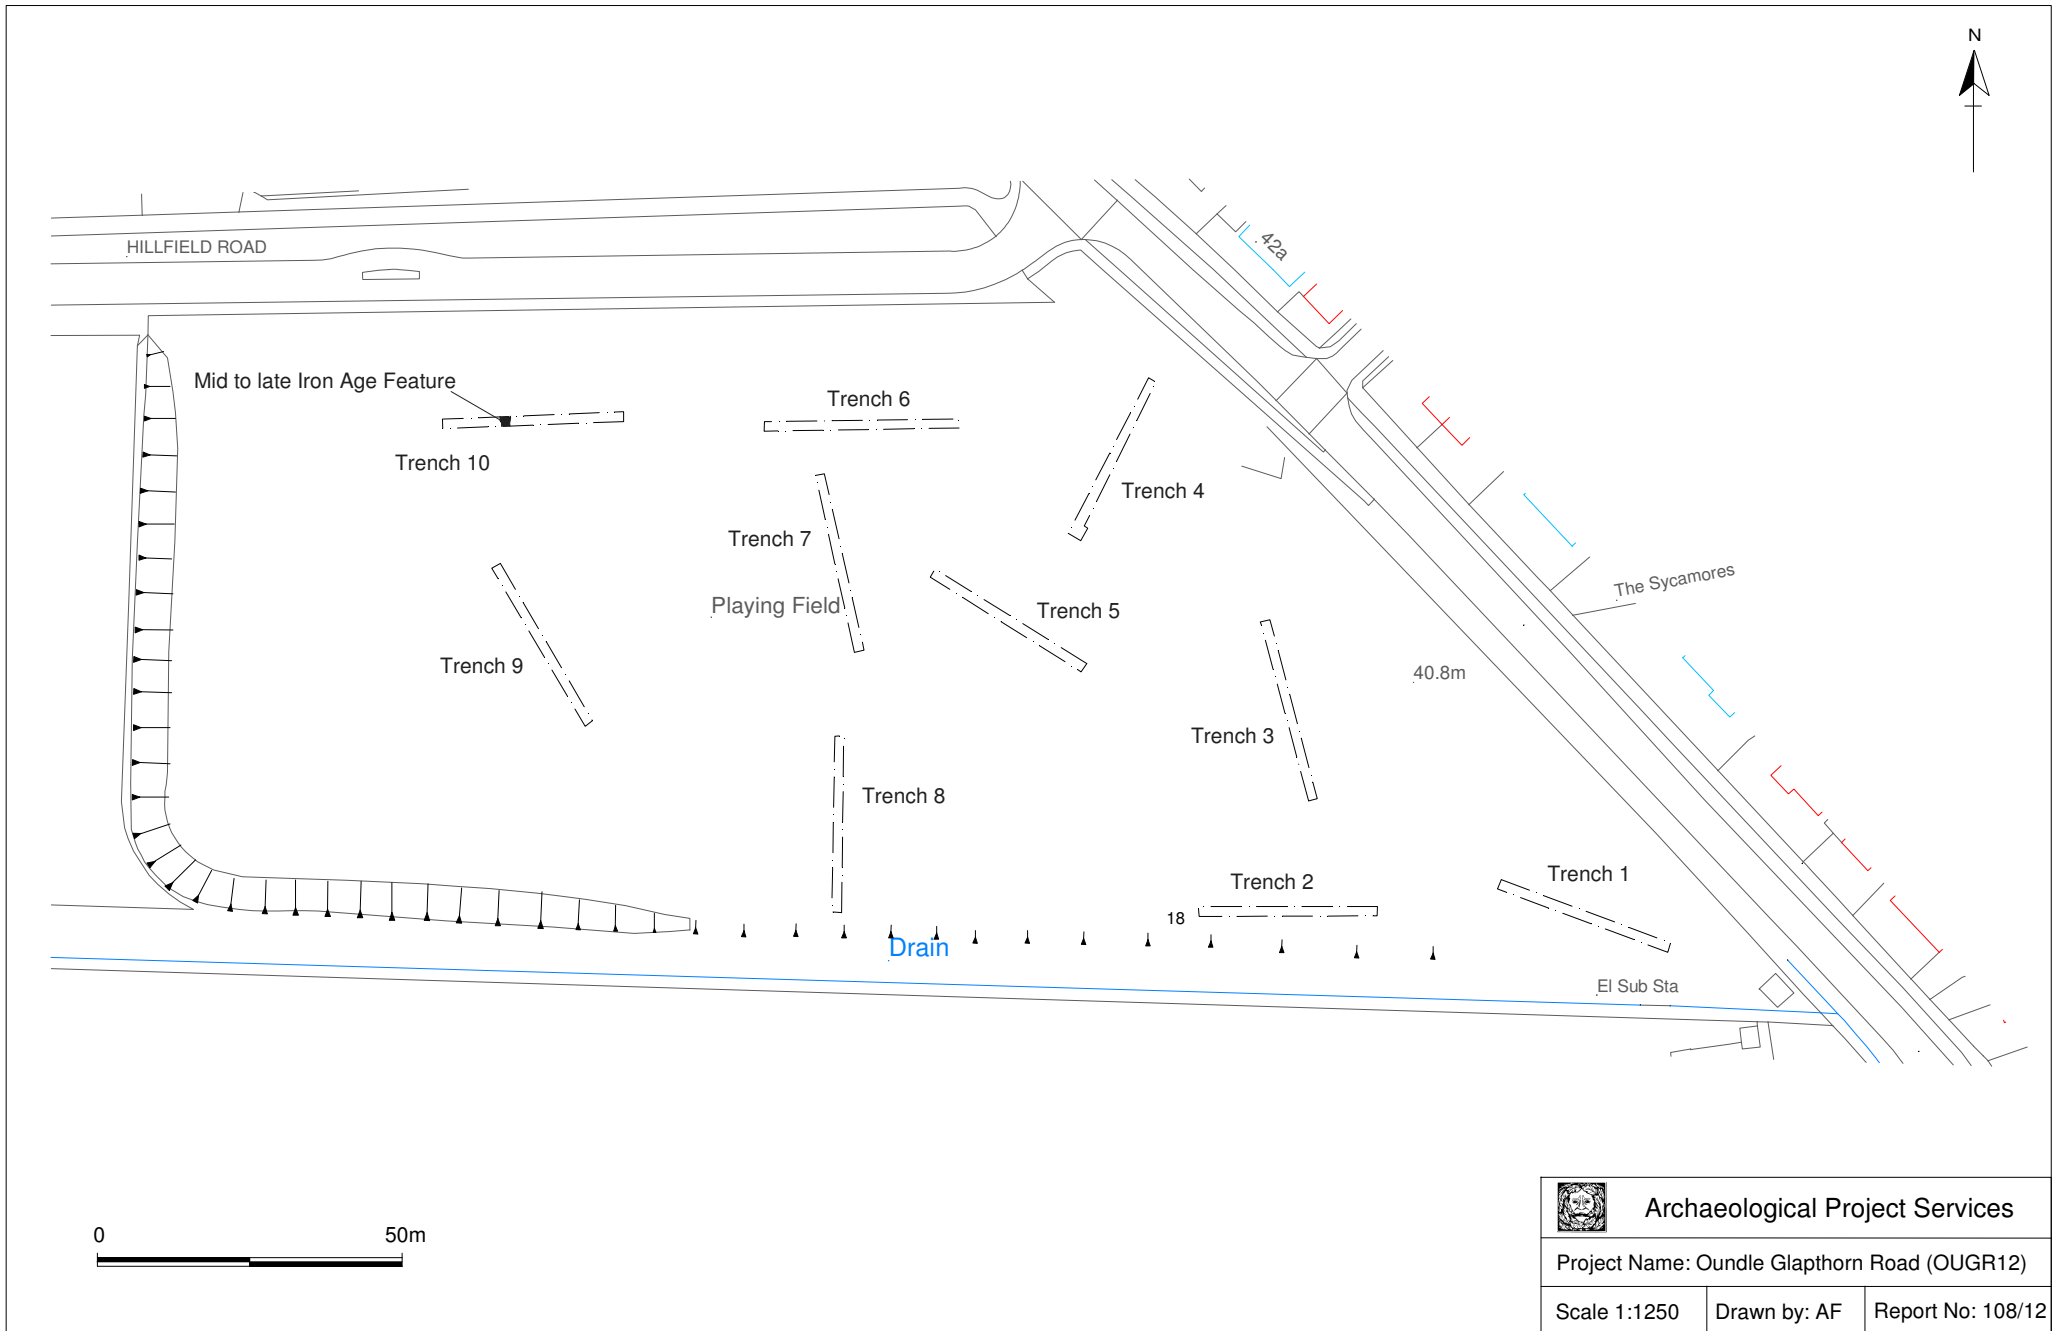 N
HILLFIELD ROAD
42a
Mid to late Iron Age Feature
Trench 6
Trench 10
Trench 4
Trench 7
Playing Field
Trench 5
The Sycamores
Trench 9
40.8m
Trench 3
Trench 8
Trench 2
Trench 1
18
Drain
El Sub Sta
0 50m
Archaeological Project Services
Project Name: Oundle Glapthorn Road (OUGR12)
Scale 1:1250 Drawn by: AF Report No: 108/12